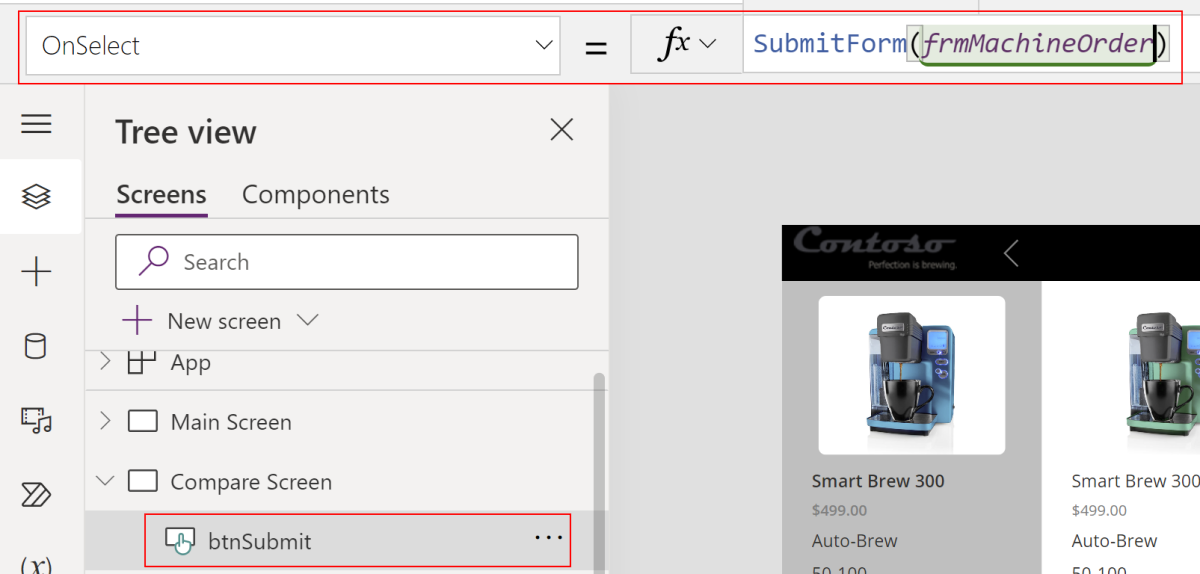 OnSelect = fx SubmitForm(frmMachineOrder)
Tree view
Screens Components
Search
New screen
App
Main Screen
Compare Screen
btnSubmit ...
(x)
Contoso
Perfection is brewing.
Contoso
Smart Brew 300
$499.00
Auto-Brew
50-100
Smart Brew 300
$499.00
Auto-Brew
50-100